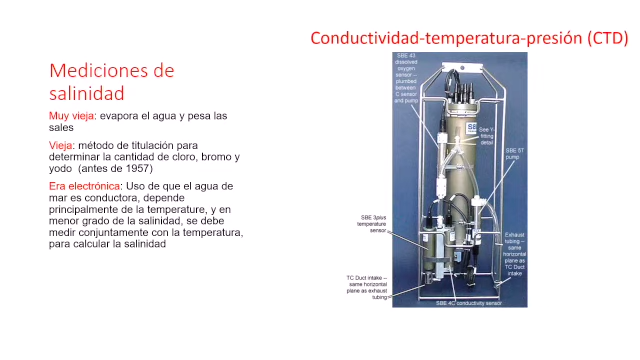 Conductividad-temperatura-presión (CTD)
Mediciones de
salinidad
Muy vieja: evapora el agua y pesa las
sales
Vieja: método de titulación para
determinar la cantidad de cloro, bromo y
yodo (antes de 1957)
Era electrónica: Uso de que el agua de
mar es conductora, depende
principalmente de la temperature, y en
menor grado de la salinidad, se debe
medir conjuntamente con la temperatura,
para calcular la salinidad
SBE 43
dissolved
oxygen
sensor –
plumbed
between
C sensor
and pump
SB
See Y-
fitting
detail
SBE 5T
pump
SBE 3plus
temperature
sensor
Exhaust
tubing –
same
horizontal
plane as
TC Duct
intake
TC Duct intake –
same horizontal
plane as exhaust
tubing
SBE 4C conductivity sensor